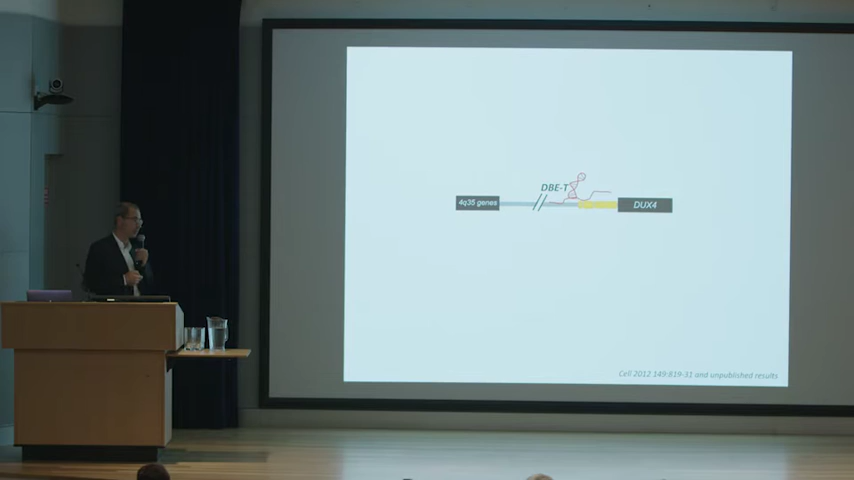 DBE-T
4q35 genes
DUX4
Cell 2012 149:819-31 and unpublished results